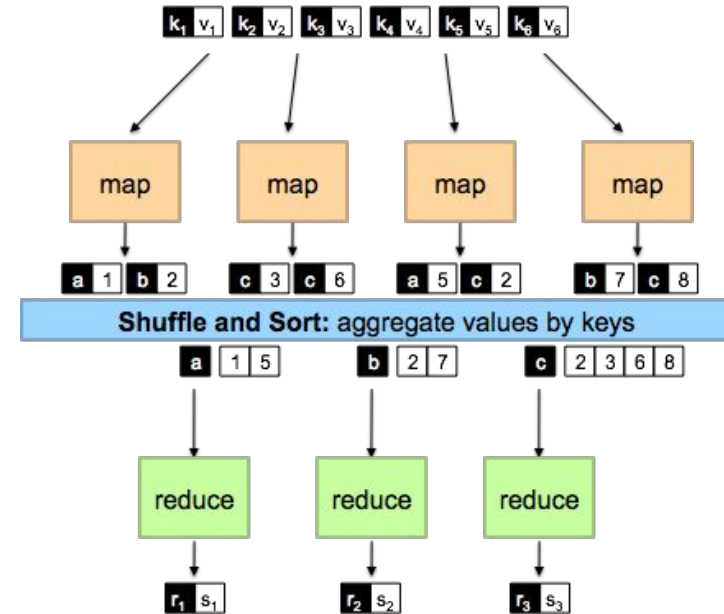 k₁ v₁ k₂ v₂ k₃ v₃ k₄ v₄ k₅ v₅ k₆ v₆
map map map map
a 1 b 2 c 3 c 6 a 5 c 2 b 7 c 8
Shuffle and Sort: aggregate values by keys
a 1 5 b 2 7 c 2 3 6 8
reduce reduce reduce
r₁ s₁ r₂ s₂ r₃ s₃